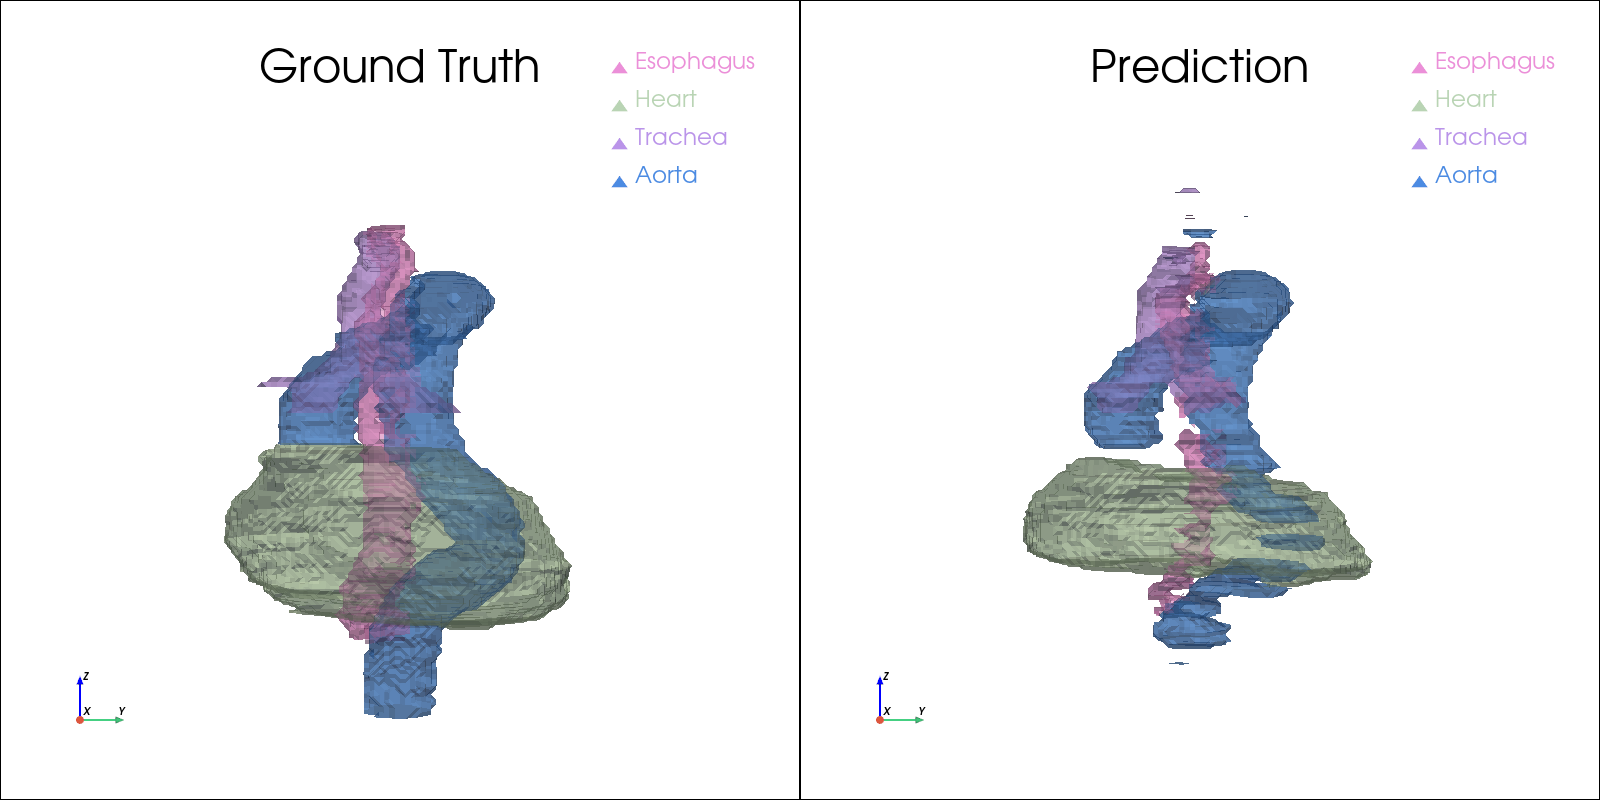 Ground Truth
Esophagus
Heart
Trachea
Aorta
Z
X
Y
Prediction
Esophagus
Heart
Trachea
Aorta
Z
X
Y